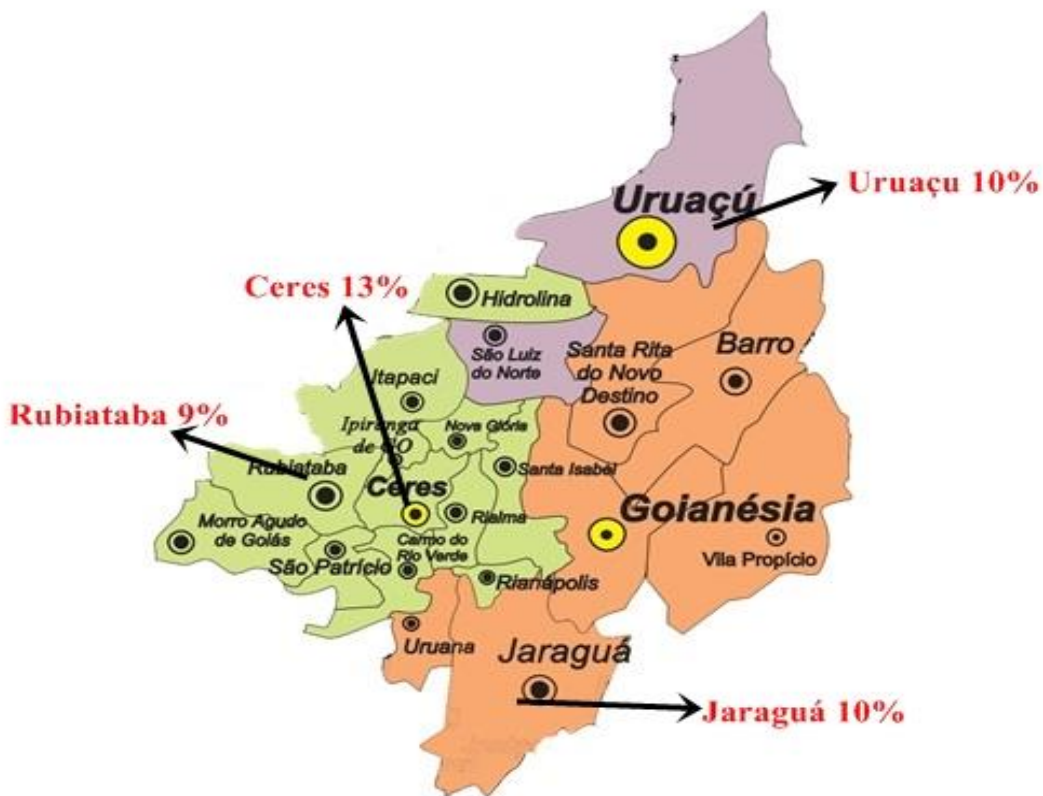 Uruaçu 10%
Uruaçú
Ceres 13%
Hidrolina
São Luiz
do Norte
Santa Rita
do Novo
Destino
Barro
Itapaci
Rubiataba 9%
Ipiranga
de GO
Nova Glória
Rubiataba
Santa Isabél
Ceres
Rialma
Goianésia
Morro Agudo
de Golás
São Patrício
Carmo do
Rio Verde
Vila Propício
Rianápolis
Uruana
Jaraguá
Jaraguá 10%